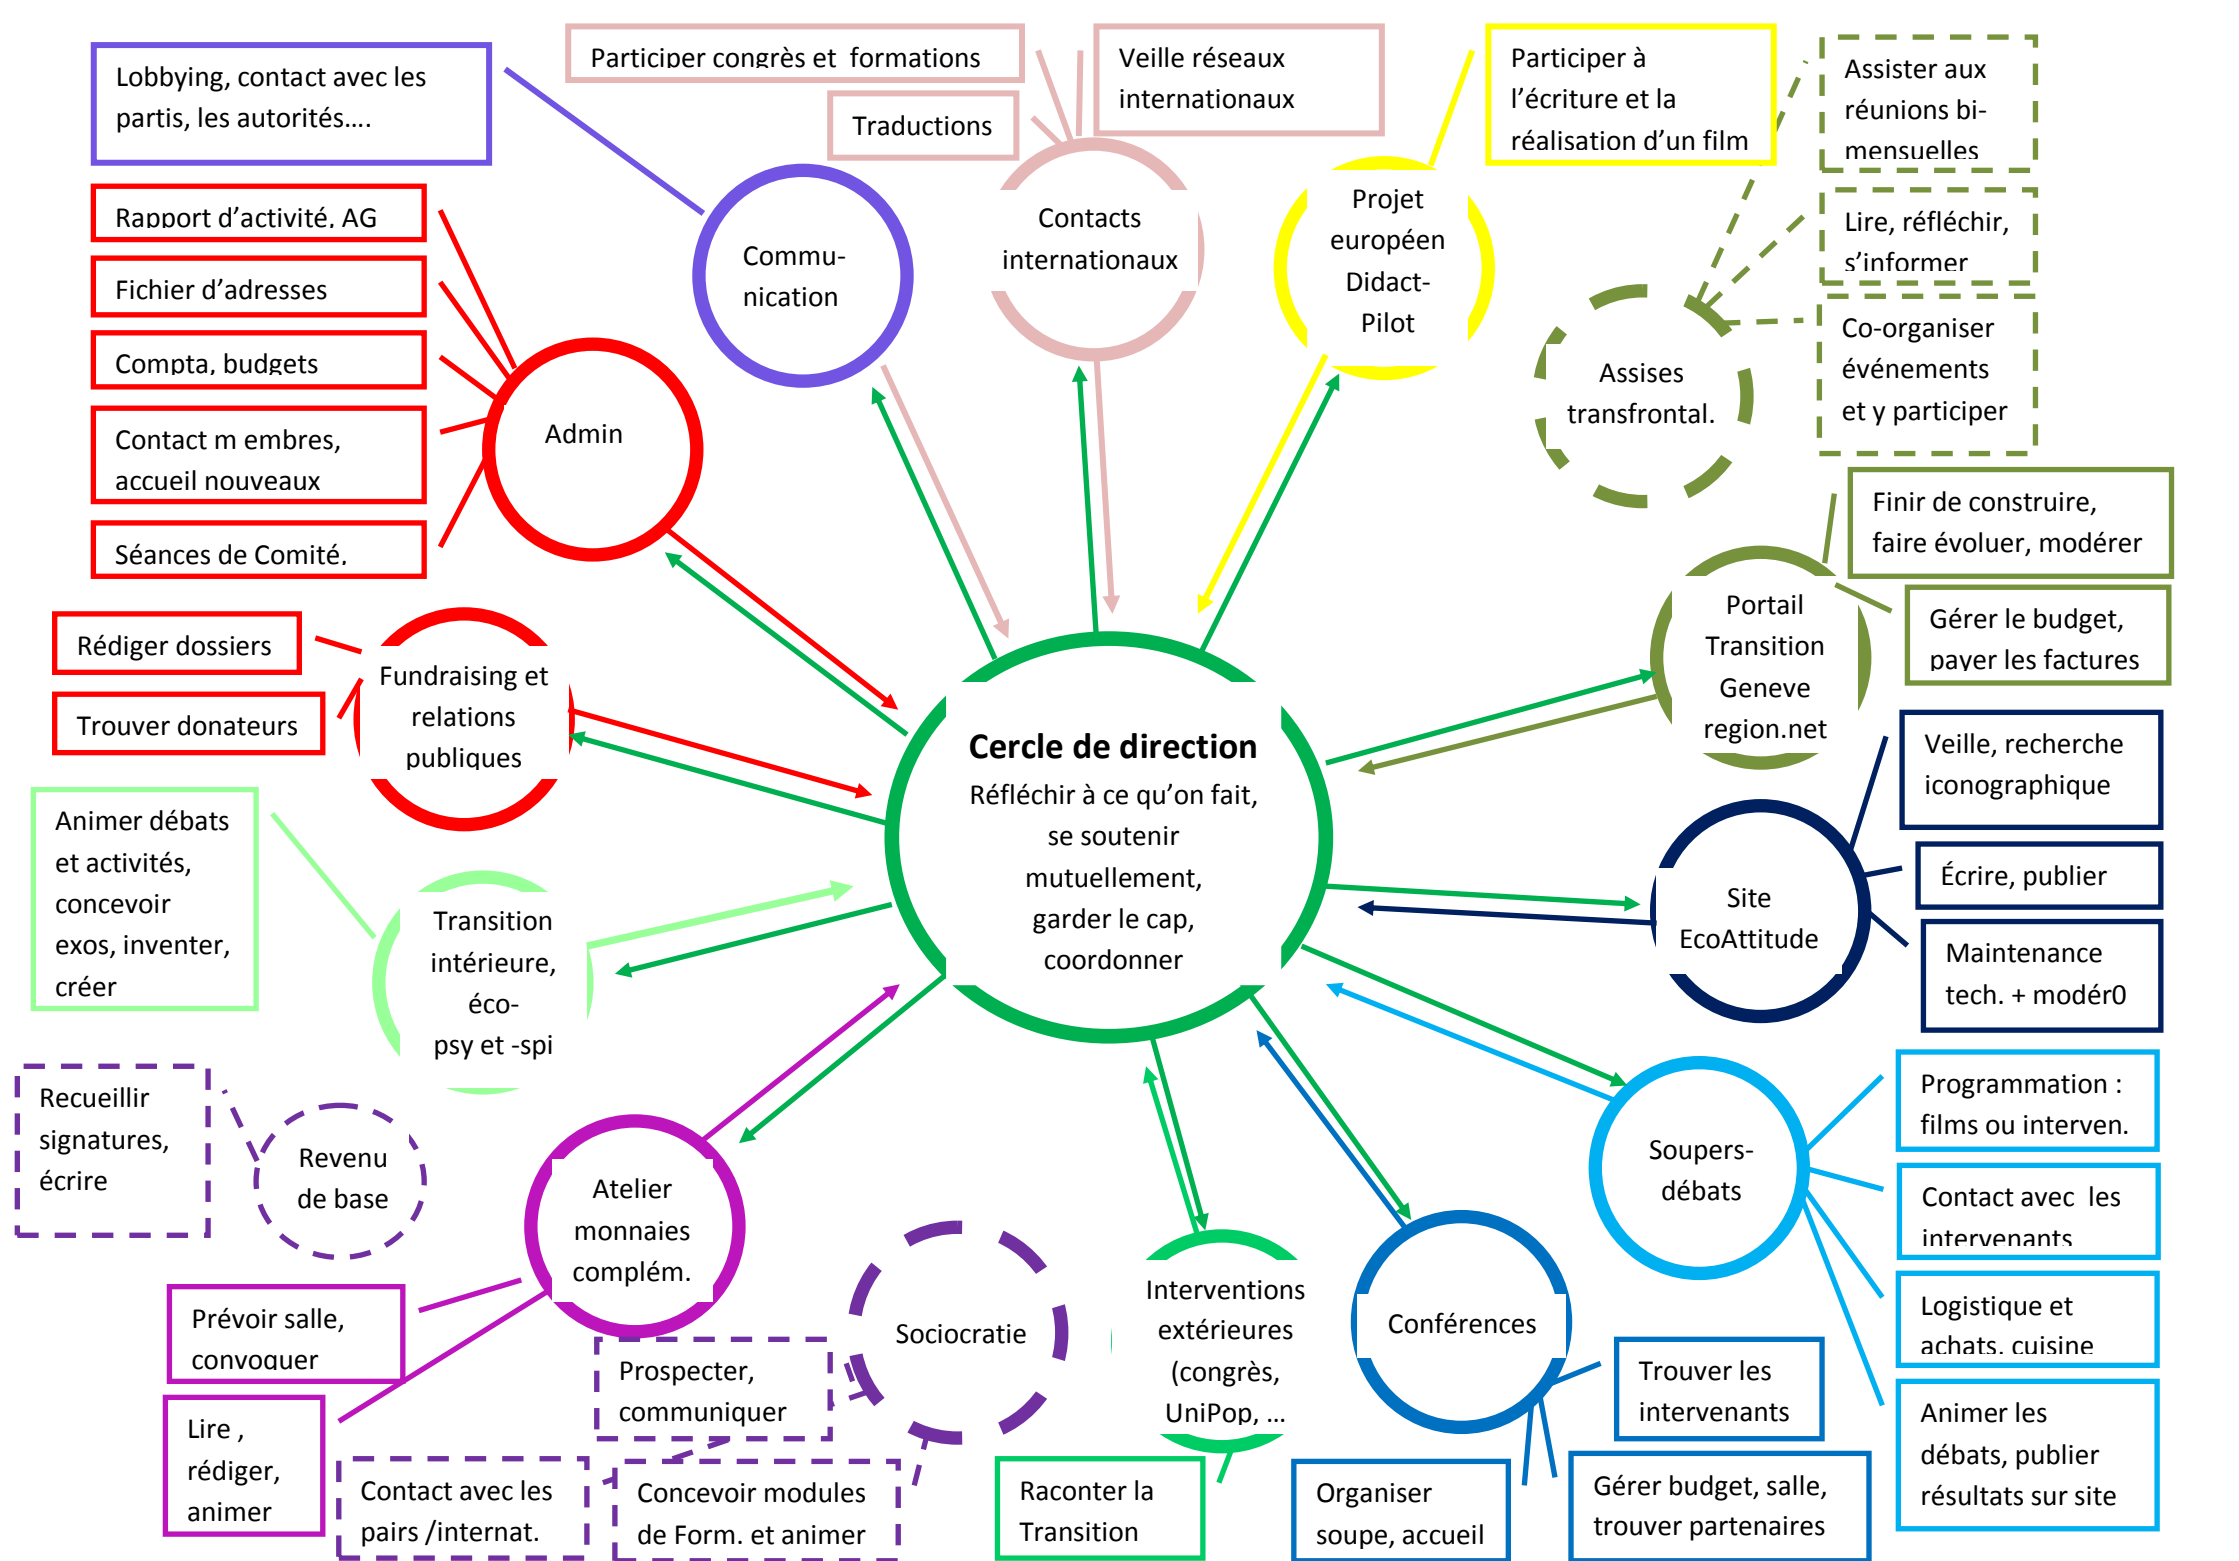 Lobbying, contact avec les
partis, les autorités….
Participer congrès et  formations
Traductions
Veille réseaux
internationaux
Participer à
l’écriture et la
réalisation d’un film
Assister aux
réunions bi-
mensuelles
Lire, réfléchir,
s’informer
Co-organiser
événements
et y participer
Rapport d’activité, AG
Fichier d’adresses
Compta, budgets
Contact m embres,
accueil nouveaux
Séances de Comité,
Admin
Commu-
nication
Contacts
internationaux
Projet
européen
Didact-
Pilot
Assises
transfrontal.
Finir de construire,
faire évoluer, modérer
Gérer le budget,
payer les factures
Portail
Transition
Geneve
region.net
Rédiger dossiers
Trouver donateurs
Fundraising et
relations
publiques
Cercle de direction
Réfléchir à ce qu’on fait,
se soutenir
mutuellement,
garder le cap,
coordonner
Veille, recherche
iconographique
Écrire, publier
Maintenance
tech. + modér0
Site
EcoAttitude
Animer débats
et activités,
concevoir
exos, inventer,
créer
Transition
intérieure,
éco-
psy et -spi
Recueillir
signatures,
écrire
Revenu
de base
Atelier
monnaies
complém.
Prévoir salle,
convoquer
Lire ,
rédiger,
animer
Sociocratie
Prospecter,
communiquer
Contact avec les
pairs /internat.
Concevoir modules
de Form. et animer
Interventions
extérieures
(congrès,
UniPop, ...
Raconter la
Transition
Conférences
Trouver les
intervenants
Organiser
soupe, accueil
Gérer budget, salle,
trouver partenaires
Soupers-
débats
Programmation :
films ou interven.
Contact avec  les
intervenants
Logistique et
achats, cuisine
Animer les
débats, publier
résultats sur site